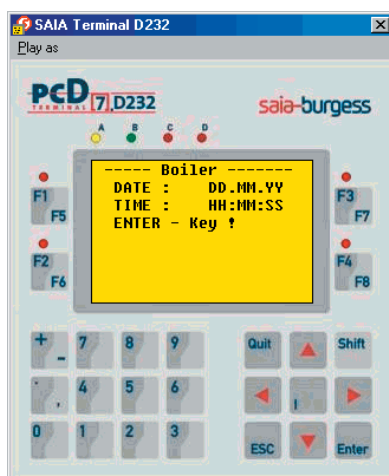 SAIA Terminal D232
Play as
PCD [7].D232
TERMINAL
saia-burgess
A B C D
----- Boiler -------
DATE : DD.MM.YY
TIME : HH:MM:SS
ENTER - Key !
F1 F5
F3 F7
F2 F6
F4 F8
+ - 7 8 9 Quit Shift
. , 4 5 6
0 1 2 3 ESC Enter